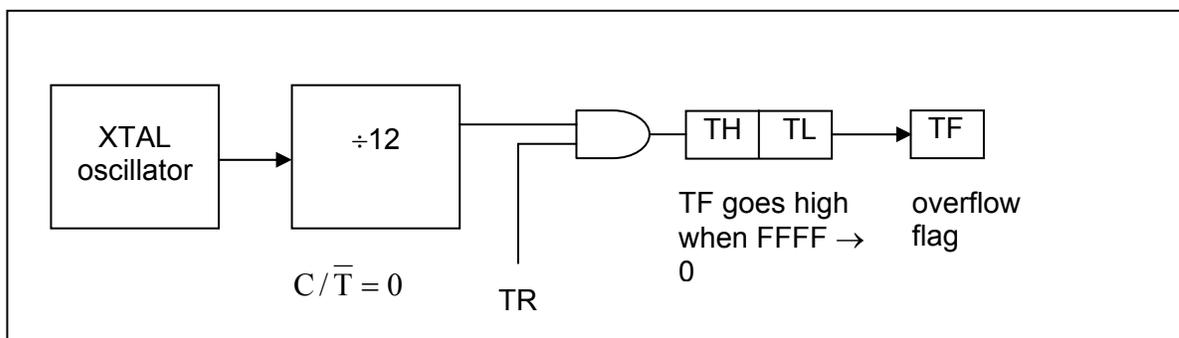 XTAL
oscillator
÷12
TH
TL
TF
TF goes high
when FFFF →
0
overflow
flag
C/T̅ = 0
TR